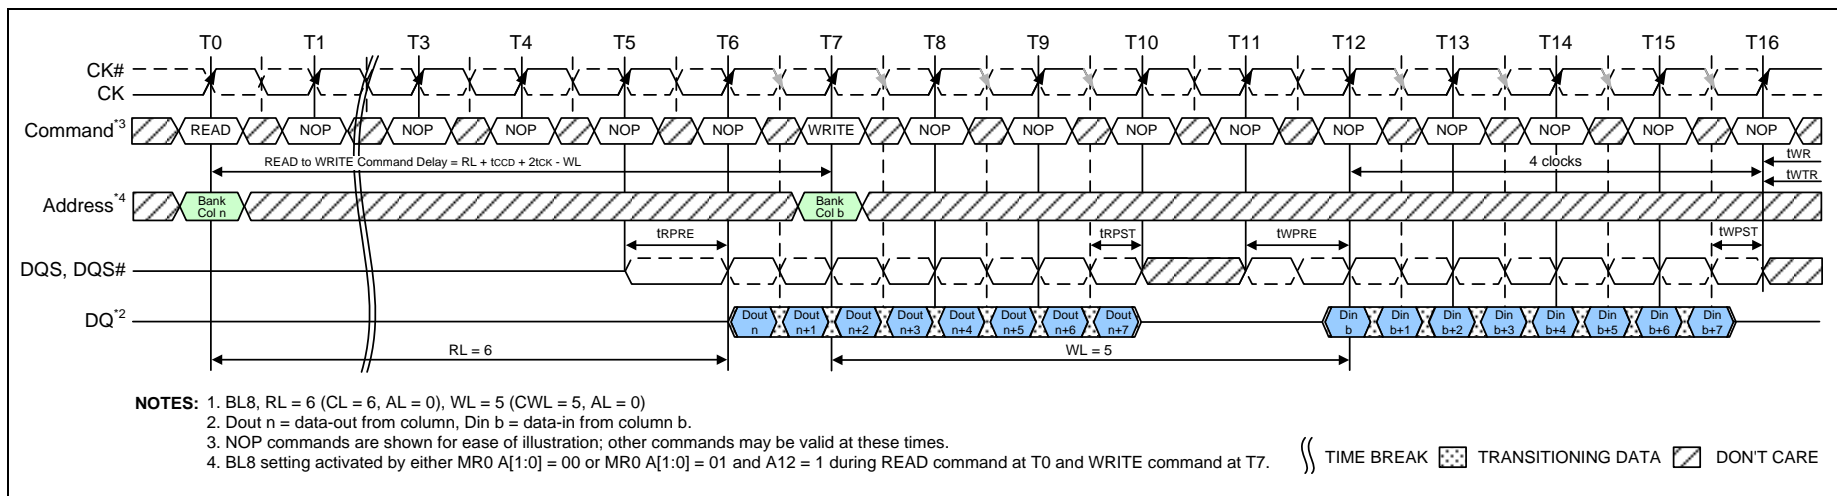 T0 T1 T3 T4 T5 T6 T7 T8 T9 T10 T11 T12 T13 T14 T15 T16
CK#
CK
Command*3 READ NOP NOP NOP NOP NOP WRITE NOP NOP NOP NOP NOP NOP NOP NOP NOP
READ to WRITE Command Delay = RL + tCCD + 2tCK - WL
4 clocks
tWR
tWTR
Address*4
Bank
Col n
Bank
Col b
tRPRE tRPST tWPRE tWPST
DQS, DQS#
DQ*2
Dout
n
Dout
n+1
Dout
n+2
Dout
n+3
Dout
n+4
Dout
n+5
Dout
n+6
Dout
n+7
Din
b
Din
b+1
Din
b+2
Din
b+3
Din
b+4
Din
b+5
Din
b+6
Din
b+7
RL = 6 WL = 5
NOTES: 1. BL8, RL = 6 (CL = 6, AL = 0), WL = 5 (CWL = 5, AL = 0)
2. Dout n = data-out from column, Din b = data-in from column b.
3. NOP commands are shown for ease of illustration; other commands may be valid at these times.
4. BL8 setting activated by either MR0 A[1:0] = 00 or MR0 A[1:0] = 01 and A12 = 1 during READ command at T0 and WRITE command at T7.
TIME BREAK TRANSITIONING DATA DON'T CARE